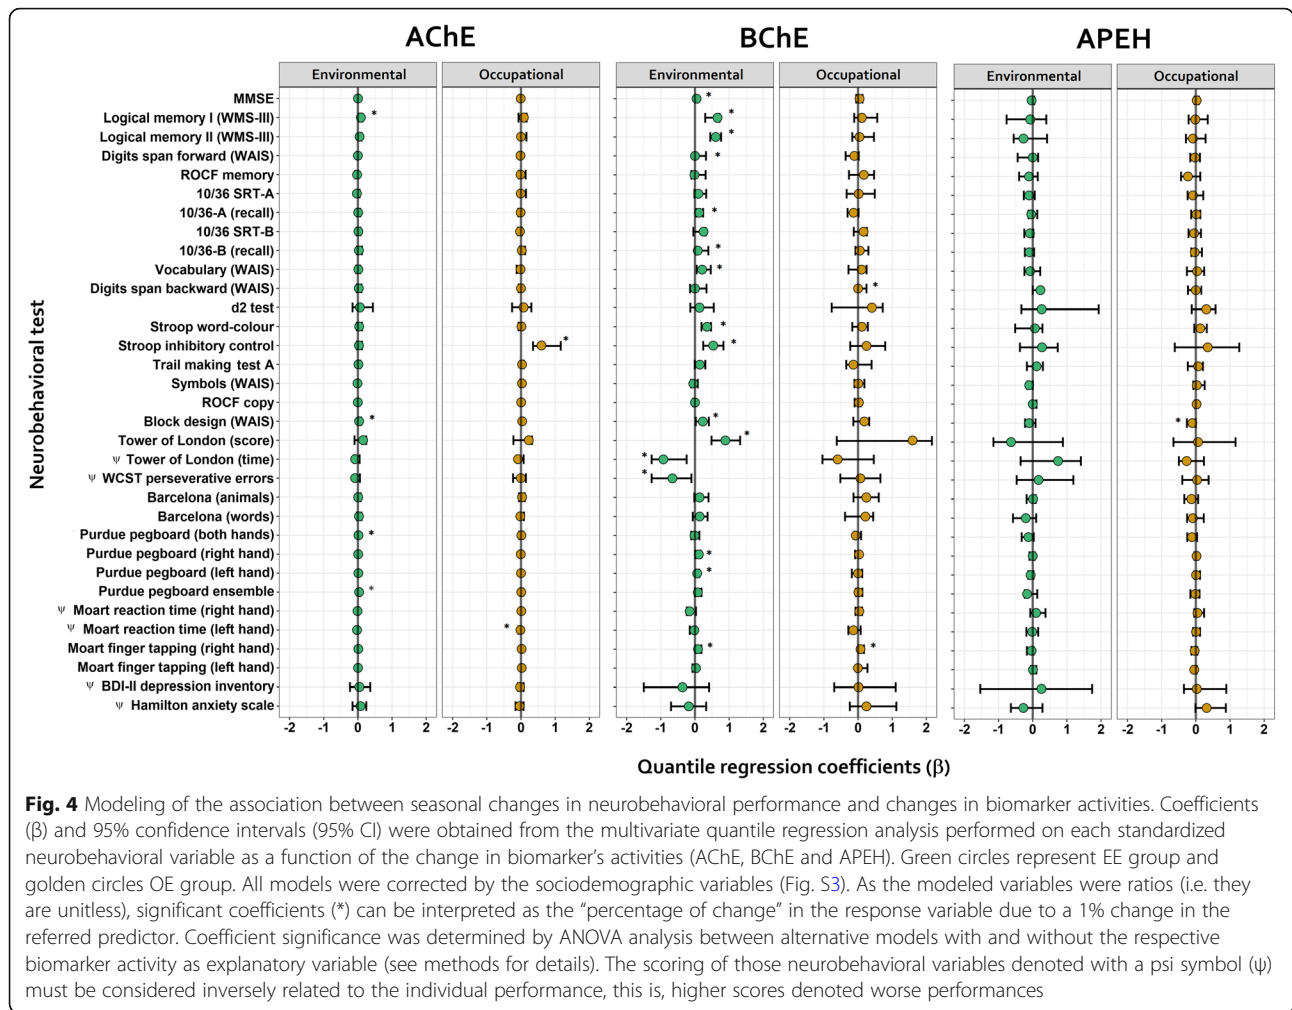 AChE BChE APEH
Environmental Occupational Environmental Occupational Environmental Occupational
Neurobehavioral test
MMSE *
Logical memory I (WMS-III) * *
Logical memory II (WMS-III) *
Digits span forward (WAIS) *
ROCF memory
10/36 SRT-A
10/36-A (recall) *
10/36 SRT-B
10/36-B (recall) *
Vocabulary (WAIS) *
Digits span backward (WAIS) *
d2 test
Stroop word-colour *
Stroop inhibitory control * *
Trail making test A
Symbols (WAIS)
ROCF copy
Block design (WAIS) * * *
Tower of London (score) *
ψ Tower of London (time) *
ψ WCST perseverative errors *
Barcelona (animals)
Barcelona (words)
Purdue pegboard (both hands) *
Purdue pegboard (right hand) *
Purdue pegboard (left hand) *
Purdue pegboard ensemble *
ψ Moart reaction time (right hand)
ψ Moart reaction time (left hand) *
Moart finger tapping (right hand) * *
Moart finger tapping (left hand)
ψ BDI-II depression inventory
ψ Hamilton anxiety scale
-2 -1 0 1 2 -2 -1 0 1 2 -2 -1 0 1 2 -2 -1 0 1 2 -2 -1 0 1 2 -2 -1 0 1 2
Quantile regression coefficients (β)
Fig. 4 Modeling of the association between seasonal changes in neurobehavioral performance and changes in biomarker activities. Coefficients
(β) and 95% confidence intervals (95% CI) were obtained from the multivariate quantile regression analysis performed on each standardized
neurobehavioral variable as a function of the change in biomarker's activities (AChE, BChE and APEH). Green circles represent EE group and
golden circles OE group. All models were corrected by the sociodemographic variables (Fig. S3). As the modeled variables were ratios (i.e. they
are unitless), significant coefficients (*) can be interpreted as the "percentage of change" in the response variable due to a 1% change in the
referred predictor. Coefficient significance was determined by ANOVA analysis between alternative models with and without the respective
biomarker activity as explanatory variable (see methods for details). The scoring of those neurobehavioral variables denoted with a psi symbol (ψ)
must be considered inversely related to the individual performance, this is, higher scores denoted worse performances